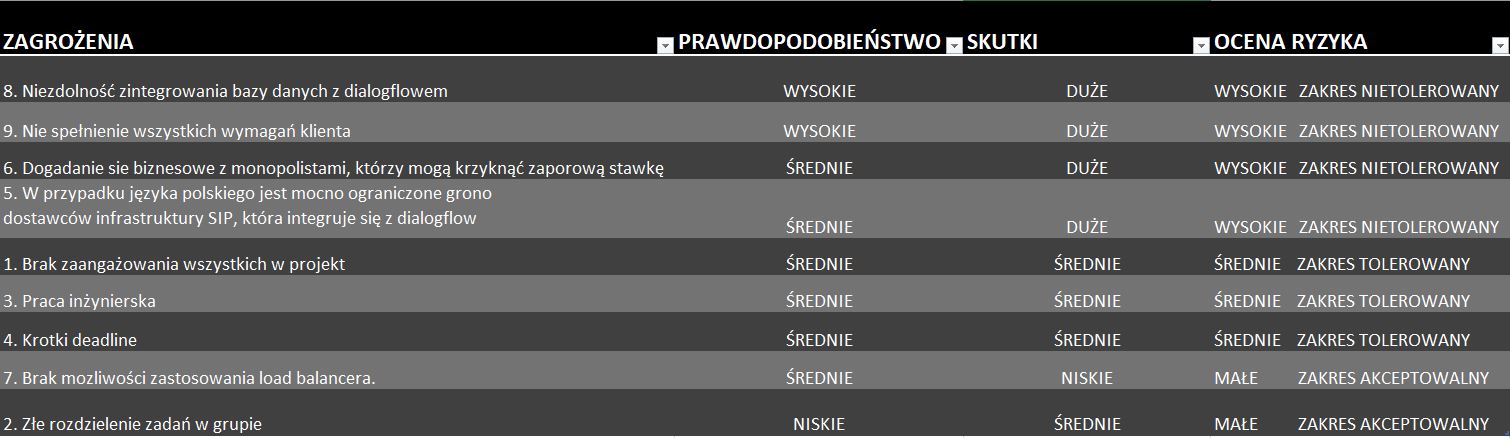 ZAGROŻENIA PRAWDOPODOBIEŃSTWO SKUTKI OCENA RYZYKA
8. Niezdolność zintegrowania bazy danych z dialogflowem WYSOKIE DUŻE WYSOKIE ZAKRES NIETOLEROWANY
9. Nie spełnienie wszystkich wymagań klienta WYSOKIE DUŻE WYSOKIE ZAKRES NIETOLEROWANY
6. Dogadanie sie biznesowe z monopolistami, którzy mogą krzyknąć zaporową stawkę ŚREDNIE DUŻE WYSOKIE ZAKRES NIETOLEROWANY
5. W przypadku języka polskiego jest mocno ograniczone grono
dostawców infrastruktury SIP, która integruje się z dialogflow ŚREDNIE DUŻE WYSOKIE ZAKRES NIETOLEROWANY
1. Brak zaangażowania wszystkich w projekt ŚREDNIE ŚREDNIE ŚREDNIE ZAKRES TOLEROWANY
3. Praca inżynierska ŚREDNIE ŚREDNIE ŚREDNIE ZAKRES TOLEROWANY
4. Krotki deadline ŚREDNIE ŚREDNIE ŚREDNIE ZAKRES TOLEROWANY
7. Brak mozliwości zastosowania load balancera. ŚREDNIE NISKIE MAŁE ZAKRES AKCEPTOWALNY
2. Złe rozdzielenie zadań w grupie NISKIE ŚREDNIE MAŁE ZAKRES AKCEPTOWALNY